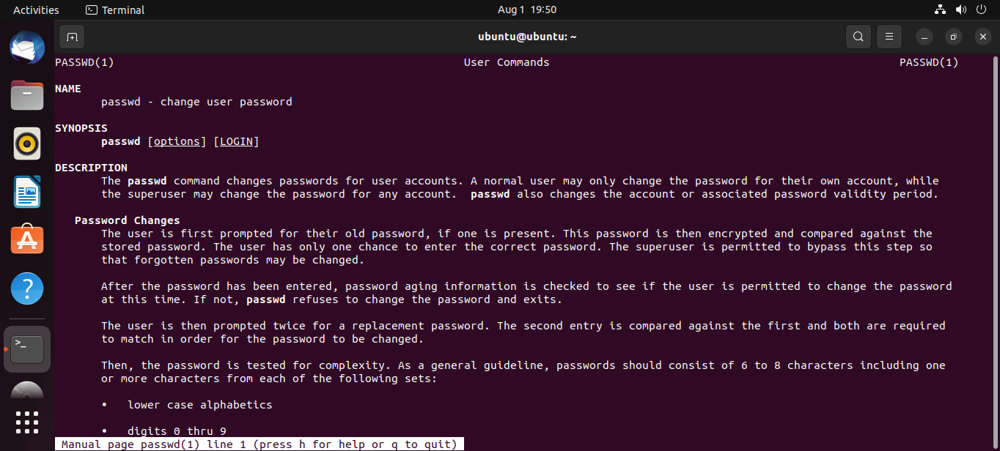 Activities Terminal Aug 1 19:50
ubuntu@ubuntu: ~
PASSWD(1) User Commands PASSWD(1)
NAME
passwd - change user password
SYNOPSIS
passwd [options] [LOGIN]
DESCRIPTION
The passwd command changes passwords for user accounts. A normal user may only change the password for their own account, while
the superuser may change the password for any account. passwd also changes the account or associated password validity period.
Password Changes
The user is first prompted for their old password, if one is present. This password is then encrypted and compared against the
stored password. The user has only one chance to enter the correct password. The superuser is permitted to bypass this step so
that forgotten passwords may be changed.
After the password has been entered, password aging information is checked to see if the user is permitted to change the password
at this time. If not, passwd refuses to change the password and exits.
The user is then prompted twice for a replacement password. The second entry is compared against the first and both are required
to match in order for the password to be changed.
Then, the password is tested for complexity. As a general guideline, passwords should consist of 6 to 8 characters including one
or more characters from each of the following sets:
• lower case alphabetics
• digits 0 thru 9
Manual page passwd(1) line 1 (press h for help or q to quit)